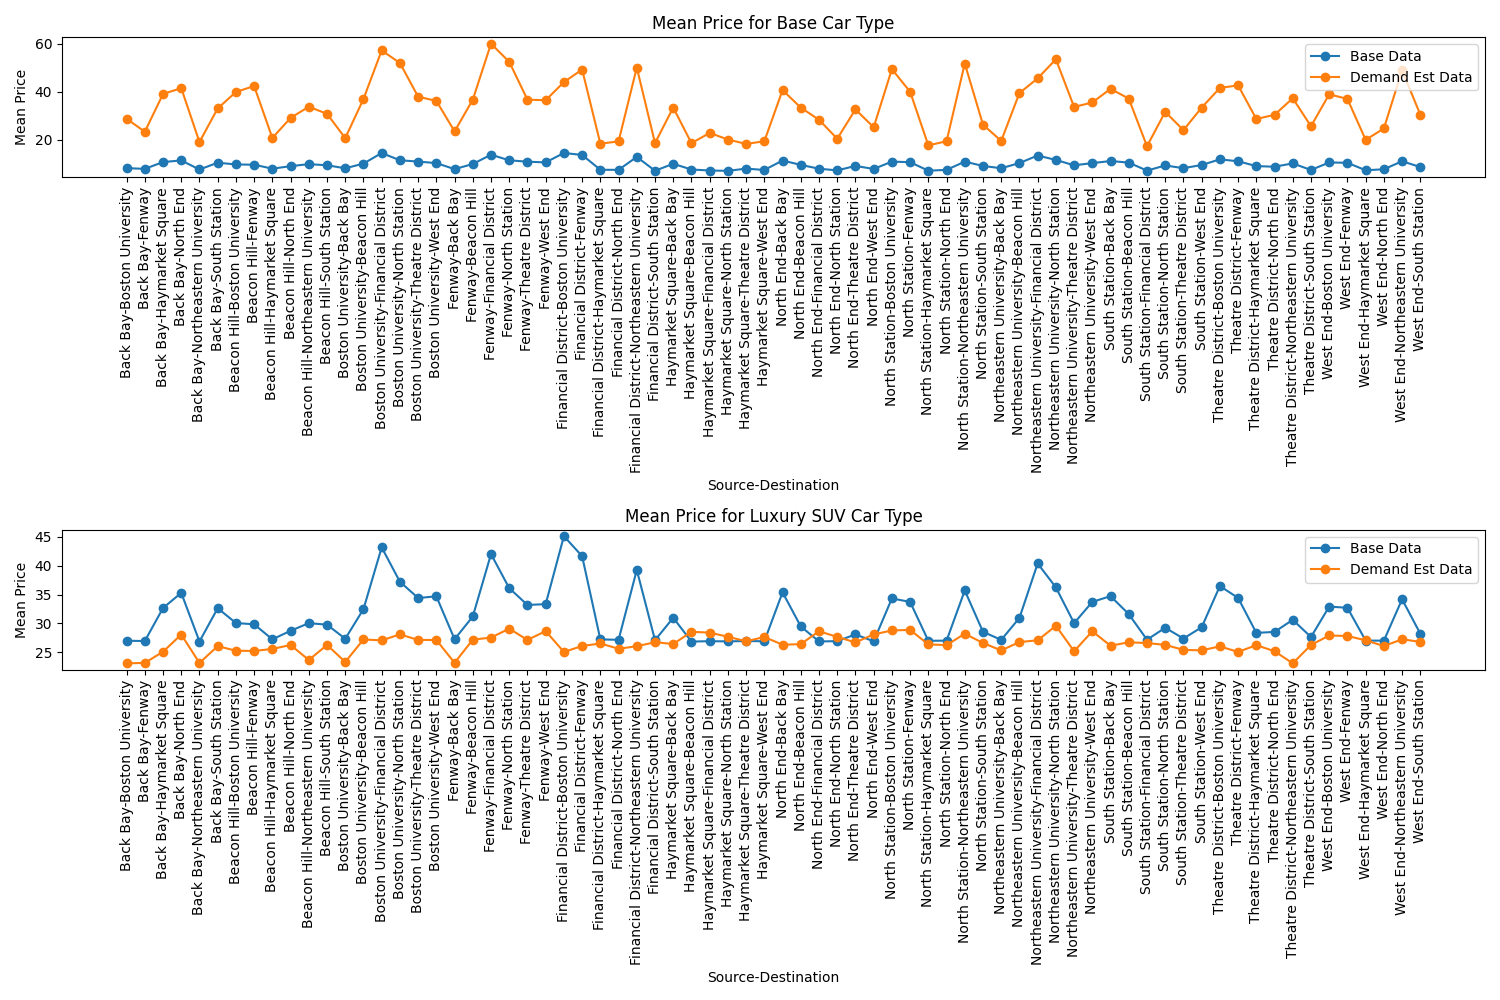 Mean Price for Base Car Type
Mean Price
60
40
20
Base Data
Demand Est Data
Back Bay-Boston University
Back Bay-Fenway
Back Bay-Haymarket Square
Back Bay-North End
Back Bay-Northeastern University
Back Bay-South Station
Beacon Hill-Boston University
Beacon Hill-Fenway
Beacon Hill-Haymarket Square
Beacon Hill-North End
Beacon Hill-Northeastern University
Beacon Hill-South Station
Boston University-Back Bay
Boston University-Beacon Hill
Boston University-Financial District
Boston University-North Station
Boston University-Theatre District
Boston University-West End
Fenway-Back Bay
Fenway-Beacon Hill
Fenway-Financial District
Fenway-North Station
Fenway-Theatre District
Fenway-West End
Financial District-Boston University
Financial District-Fenway
Financial District-Haymarket Square
Financial District-North End
Financial District-Northeastern University
Financial District-South Station
Haymarket Square-Back Bay
Haymarket Square-Beacon Hill
Haymarket Square-Financial District
Haymarket Square-North Station
Haymarket Square-Theatre District
Haymarket Square-West End
North End-Back Bay
North End-Beacon Hill
North End-Financial District
North End-North Station
North End-Theatre District
North End-West End
North Station-Boston University
North Station-Fenway
North Station-Haymarket Square
North Station-North End
North Station-Northeastern University
North Station-South Station
Northeastern University-Back Bay
Northeastern University-Beacon Hill
Northeastern University-Financial District
Northeastern University-North Station
Northeastern University-Theatre District
Northeastern University-West End
South Station-Back Bay
South Station-Beacon Hill
South Station-Financial District
South Station-North Station
South Station-Theatre District
South Station-West End
Theatre District-Boston University
Theatre District-Fenway
Theatre District-Haymarket Square
Theatre District-North End
Theatre District-Northeastern University
Theatre District-South Station
West End-Boston University
West End-Fenway
West End-Haymarket Square
West End-North End
West End-Northeastern University
West End-South Station
Source-Destination
Mean Price for Luxury SUV Car Type
Mean Price
45
40
35
30
25
Base Data
Demand Est Data
Back Bay-Boston University
Back Bay-Fenway
Back Bay-Haymarket Square
Back Bay-North End
Back Bay-Northeastern University
Back Bay-South Station
Beacon Hill-Boston University
Beacon Hill-Fenway
Beacon Hill-Haymarket Square
Beacon Hill-North End
Beacon Hill-Northeastern University
Beacon Hill-South Station
Boston University-Back Bay
Boston University-Beacon Hill
Boston University-Financial District
Boston University-North Station
Boston University-Theatre District
Boston University-West End
Fenway-Back Bay
Fenway-Beacon Hill
Fenway-Financial District
Fenway-North Station
Fenway-Theatre District
Fenway-West End
Financial District-Boston University
Financial District-Fenway
Financial District-Haymarket Square
Financial District-North End
Financial District-Northeastern University
Financial District-South Station
Haymarket Square-Back Bay
Haymarket Square-Beacon Hill
Haymarket Square-Financial District
Haymarket Square-North Station
Haymarket Square-Theatre District
Haymarket Square-West End
North End-Back Bay
North End-Beacon Hill
North End-Financial District
North End-North Station
North End-Theatre District
North End-West End
North Station-Boston University
North Station-Fenway
North Station-Haymarket Square
North Station-North End
North Station-Northeastern University
North Station-South Station
Northeastern University-Back Bay
Northeastern University-Beacon Hill
Northeastern University-Financial District
Northeastern University-North Station
Northeastern University-Theatre District
Northeastern University-West End
South Station-Back Bay
South Station-Beacon Hill
South Station-Financial District
South Station-North Station
South Station-Theatre District
South Station-West End
Theatre District-Boston University
Theatre District-Fenway
Theatre District-Haymarket Square
Theatre District-North End
Theatre District-Northeastern University
Theatre District-South Station
West End-Boston University
West End-Fenway
West End-Haymarket Square
West End-North End
West End-Northeastern University
West End-South Station
Source-Destination